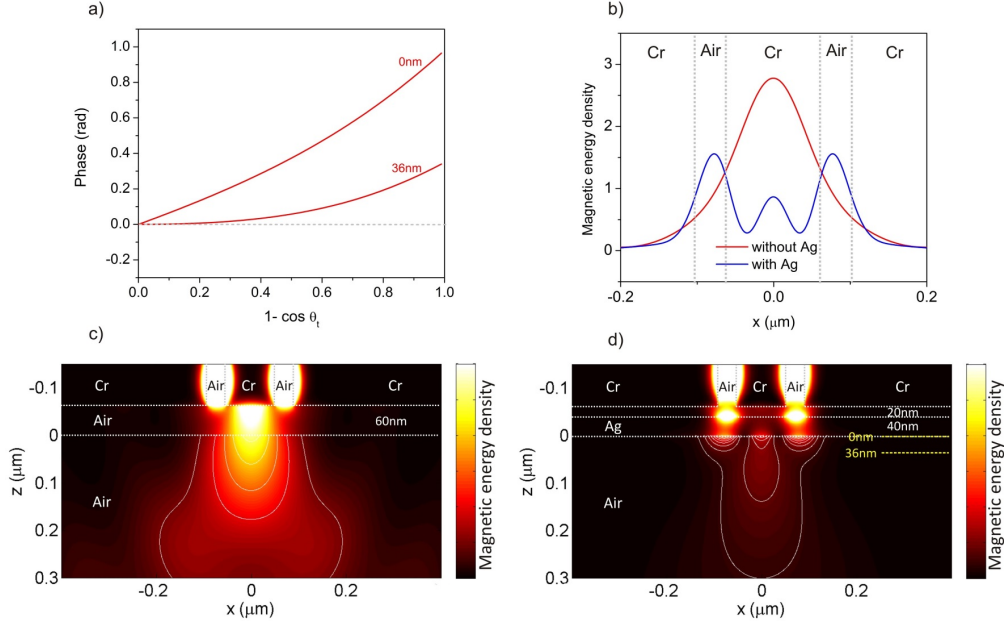 a)
1.0
0.8
0.6
0.4
0.2
0.0
-0.2
Phase (rad)
0nm
36nm
0.0 0.2 0.4 0.6 0.8 1.0
1- cos θt
b)
Cr Air Cr Air Cr
3
2
1
0
Magnetic energy density
without Ag
with Ag
-0.2 0.0 0.2
x (μm)
c)
-0.1
0
0.1
0.2
0.3
z (μm)
Cr Air Cr Air Cr
Air 60nm
Air
-0.2 0 0.2
x (μm)
Magnetic energy density
d)
-0.1
0
0.1
0.2
0.3
z (μm)
Cr Air Cr Air Cr
20nm
Ag 40nm
0nm
36nm
Air
-0.2 0 0.2
x (μm)
Magnetic energy density